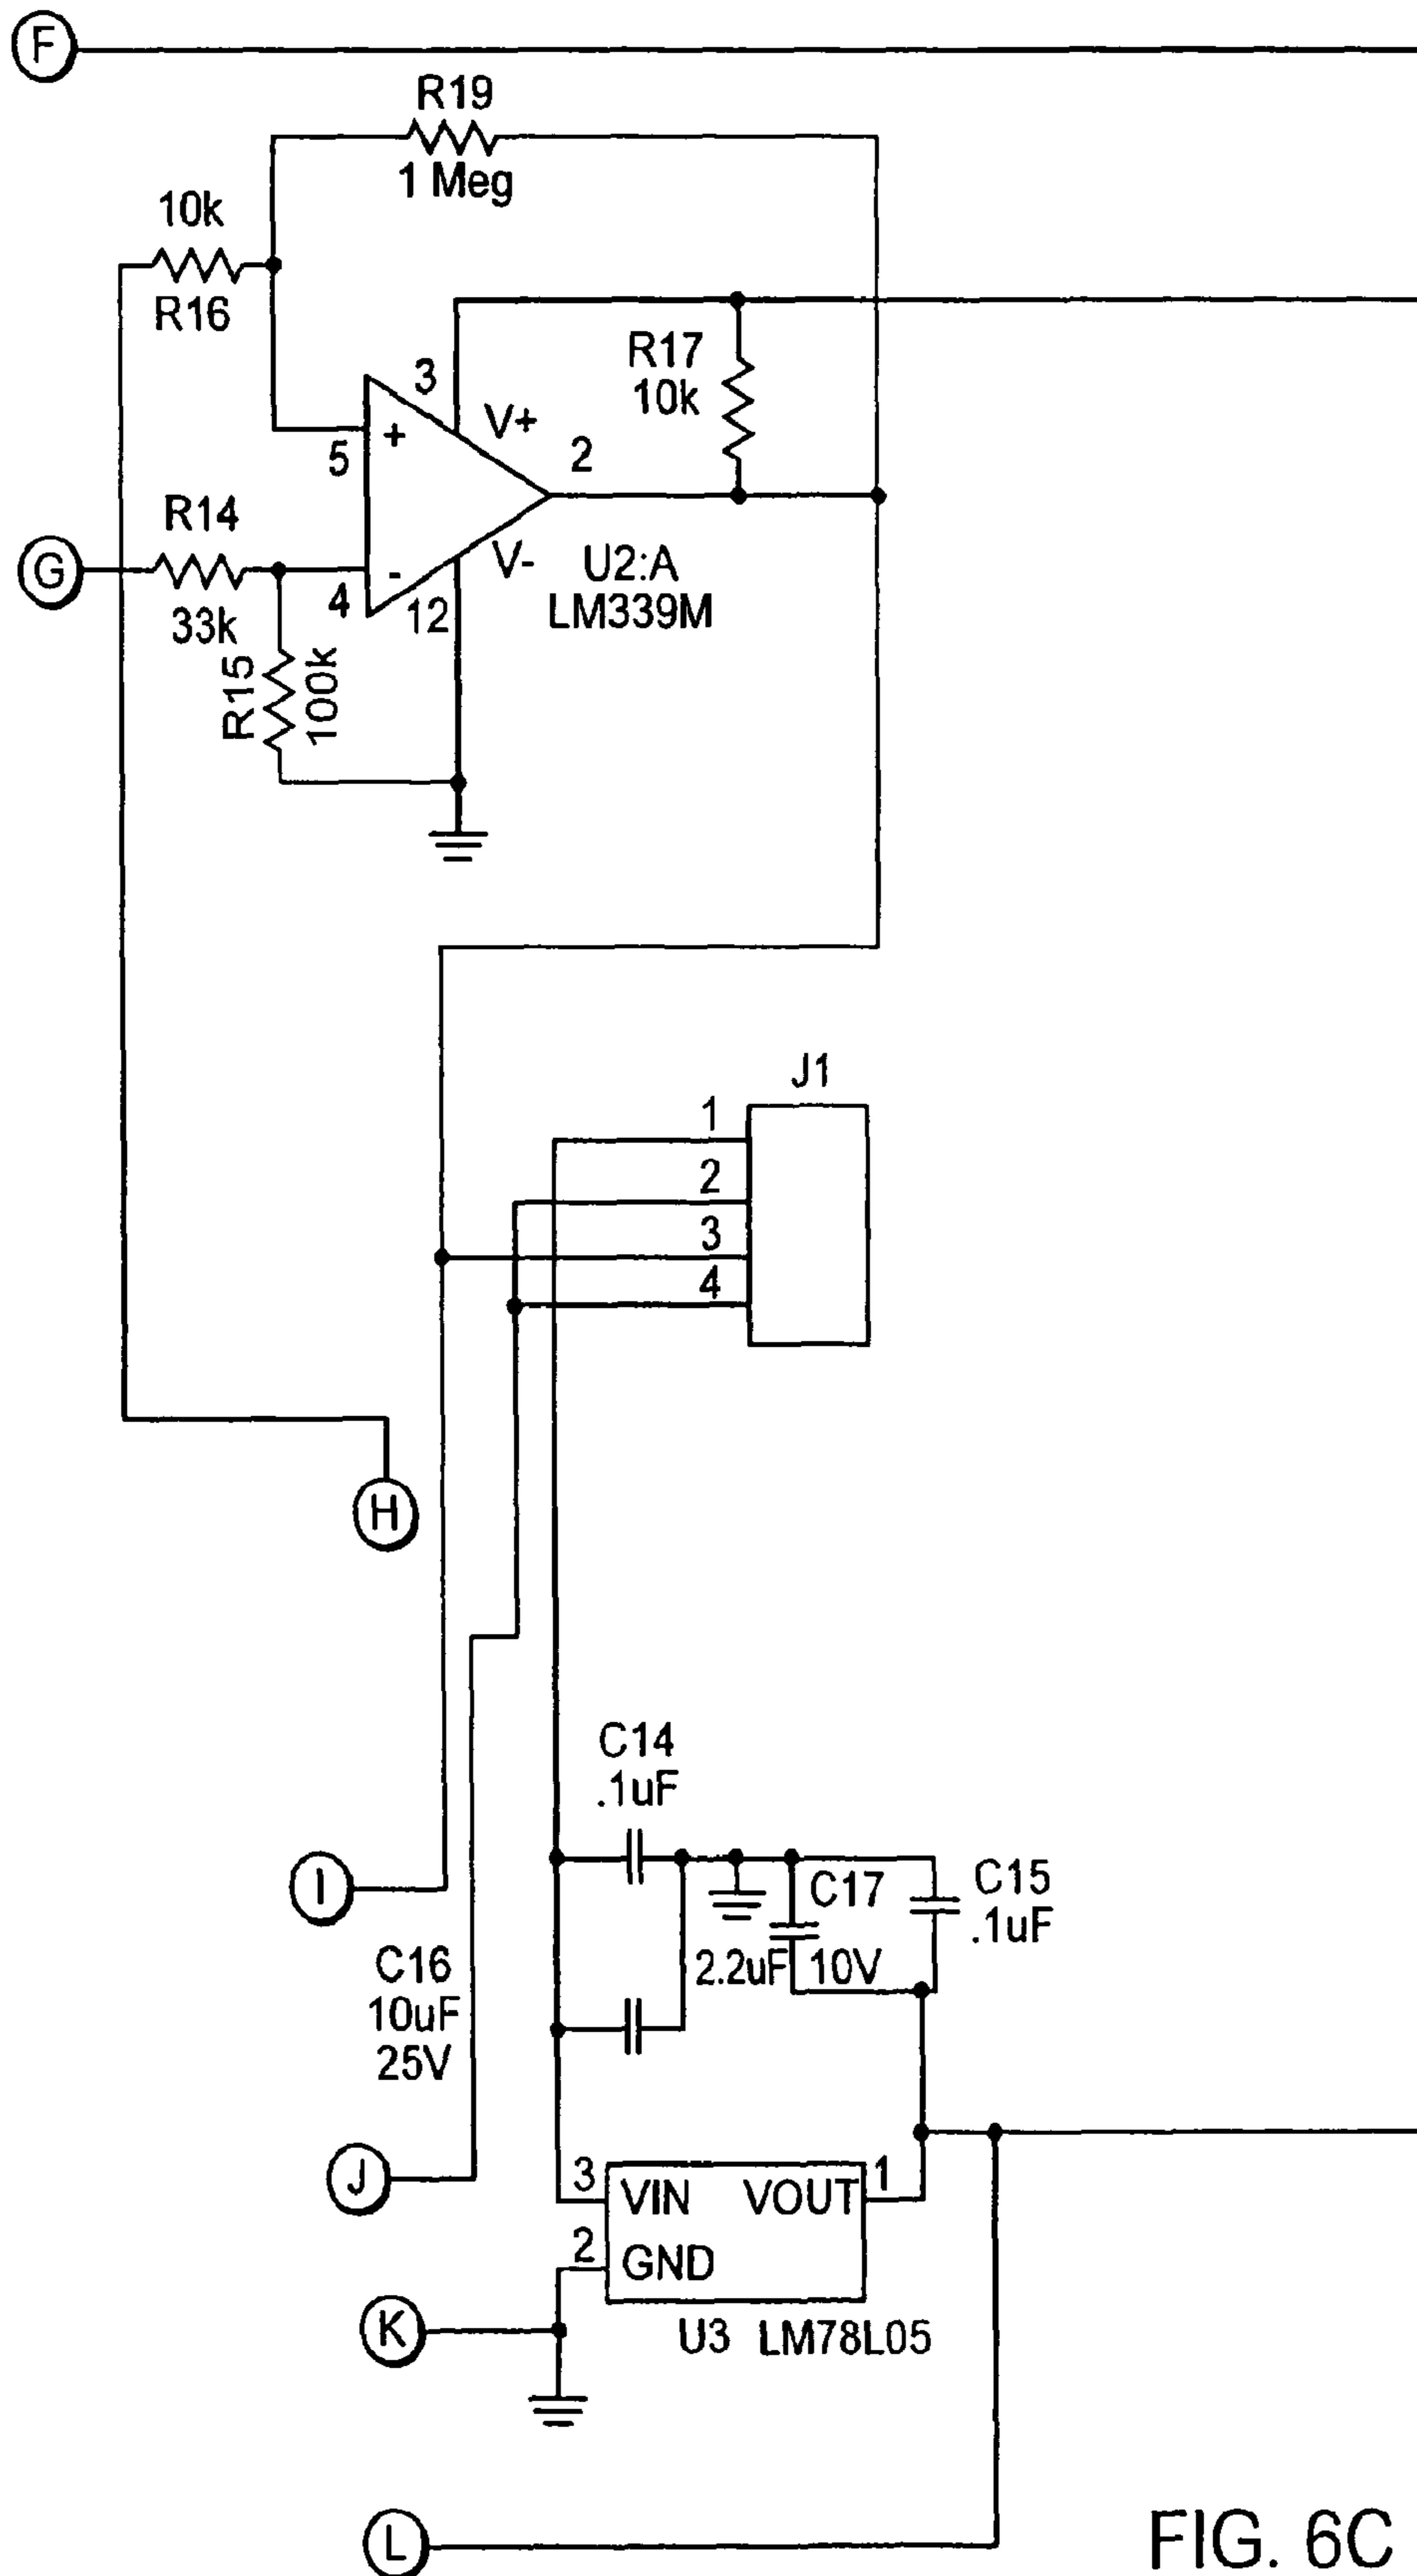 F
R19
1 Meg
10k
R16
3
V+
R17
10k
5
+
2
R14
G
-
4
12
V-
33k
R15
100k
U2:A
LM339M
J1
1
2
3
4
H
C14
.1uF
I
C17
C15
.1uF
2.2uF 10V
C16
10uF
25V
J
3
VIN
VOUT
1
2
GND
K
U3 LM78L05
L
FIG. 6C